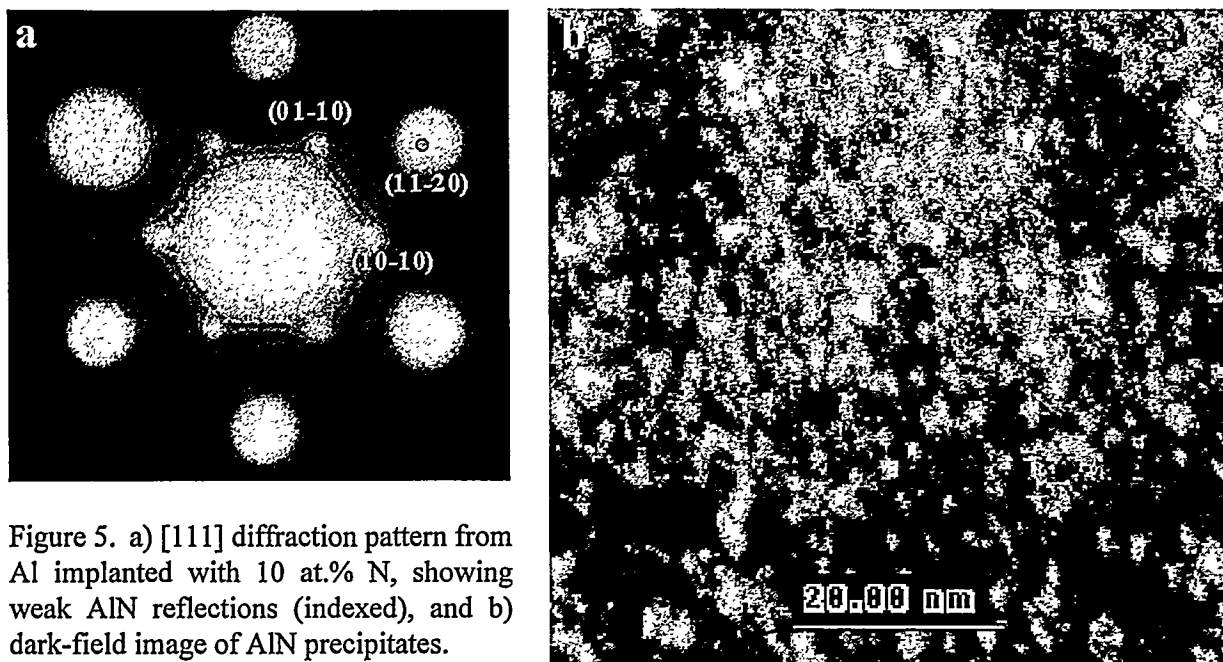 a
(01-10)
(11-20)
(10-10)
b
20.00 nm
Figure 5. a) [111] diffraction pattern from
Al implanted with 10 at.% N, showing
weak AlN reflections (indexed), and b)
dark-field image of AlN precipitates.